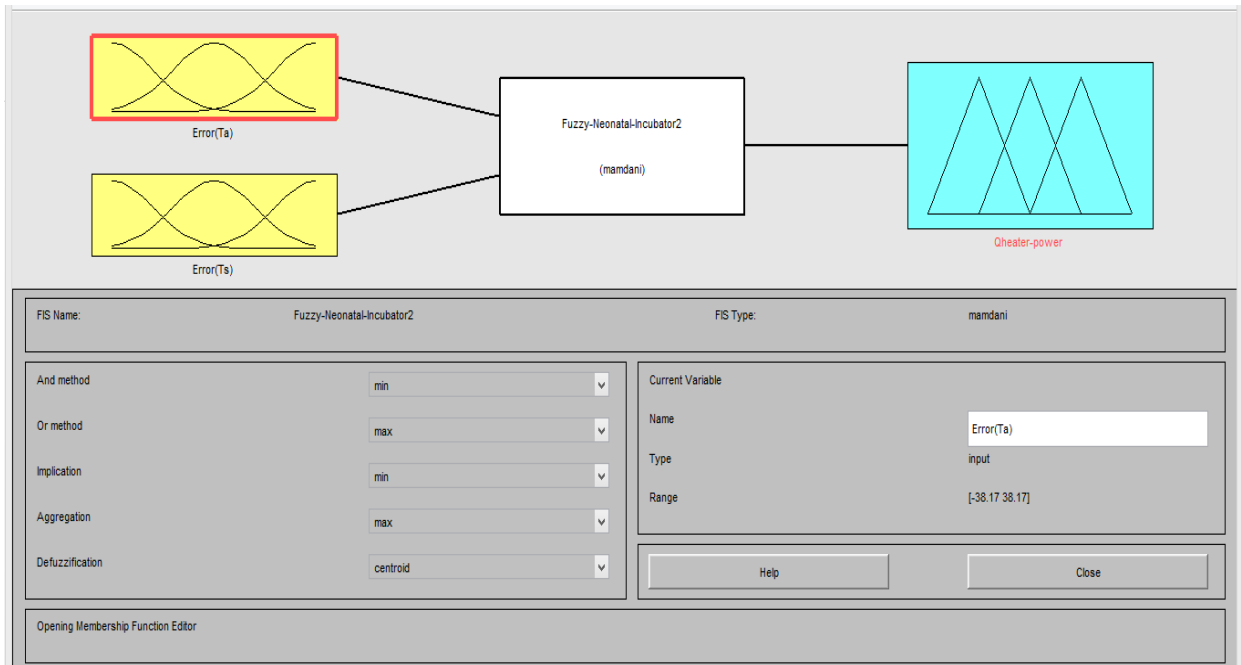 Error(Ta)
Error(Ts)
Fuzzy-Neonatal-Incubator2
(mamdani)
Qheater-power
FIS Name: Fuzzy-Neonatal-Incubator2 FIS Type: mamdani
And method min
Or method max
Implication min
Aggregation max
Defuzzification centroid
Current Variable
Name Error(Ta)
Type input
Range [-38.17 38.17]
Help Close
Opening Membership Function Editor